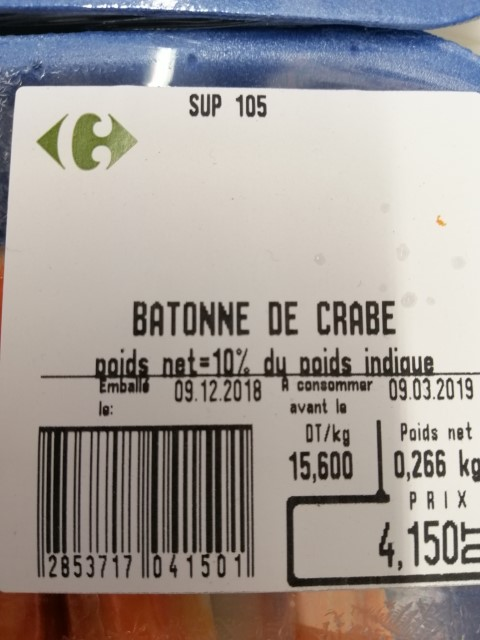 SUP 105
BATONNE DE CRABE
poids net=10% du poids indique
Emballé le: 09.12.2018 A consommer avant le 09.03.2019
DT/kg Poids net
15,600 0,266 kg
PRIX
4,150DT
2853717 041501